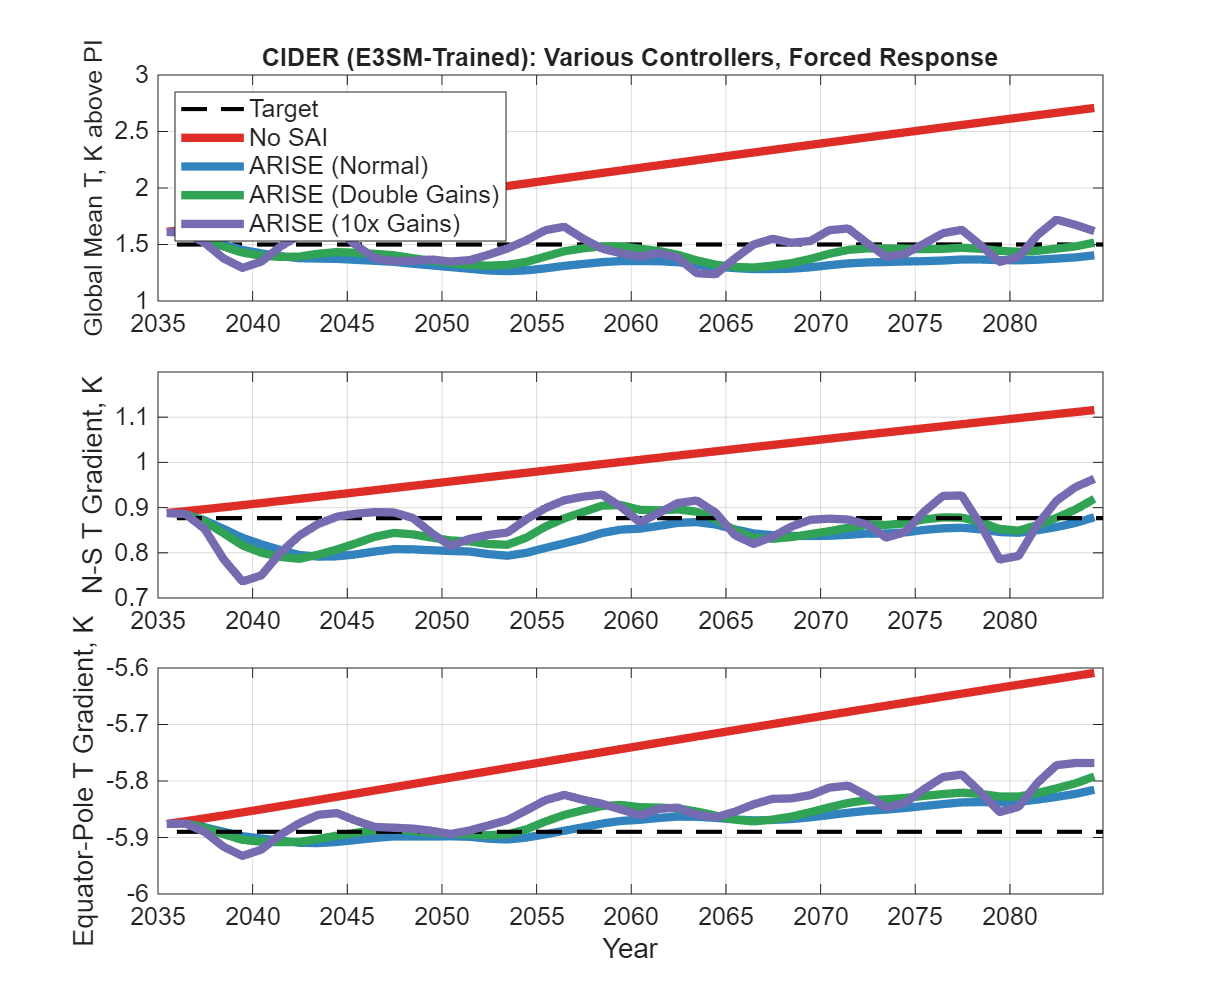 CIDER (E3SM-Trained): Various Controllers, Forced Response
Global Mean T, K above PI
3
2.5
2
1.5
1
Target
No SAI
ARISE (Normal)
ARISE (Double Gains)
ARISE (10x Gains)
2035 2040 2045 2050 2055 2060 2065 2070 2075 2080
N-S T Gradient, K
1.1
1
0.9
0.8
0.7
2035 2040 2045 2050 2055 2060 2065 2070 2075 2080
Equator-Pole T Gradient, K
-5.6
-5.7
-5.8
-5.9
-6
2035 2040 2045 2050 2055 2060 2065 2070 2075 2080
Year